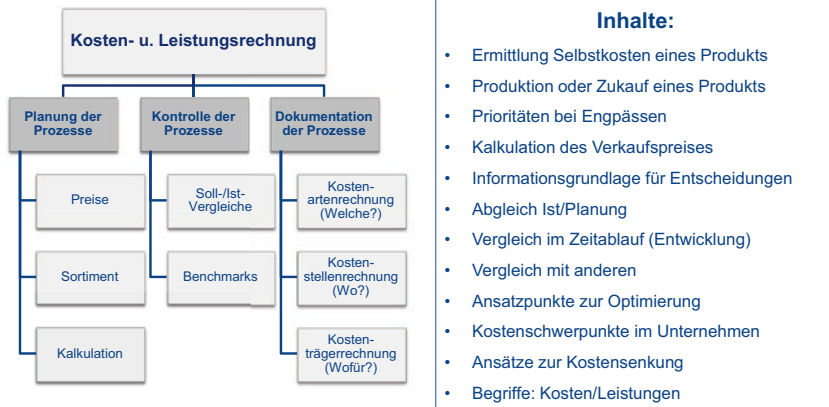 Kosten- u. Leistungsrechnung
Planung der
Prozesse
Preise
Sortiment
Kalkulation
Kontrolle der
Prozesse
Soll-/Ist-
Vergleiche
Benchmarks
Dokumentation
der Prozesse
Kosten-
artenrechnung
(Welche?)
Kosten-
stellenrechnung
(Wo?)
Kosten-
trägerrechnung
(Wofür?)
Inhalte:
• Ermittlung Selbstkosten eines Produkts
• Produktion oder Zukauf eines Produkts
• Prioritäten bei Engpässen
• Kalkulation des Verkaufspreises
• Informationsgrundlage für Entscheidungen
• Abgleich Ist/Planung
• Vergleich im Zeitablauf (Entwicklung)
• Vergleich mit anderen
• Ansatzpunkte zur Optimierung
• Kostenschwerpunkte im Unternehmen
• Ansätze zur Kostensenkung
• Begriffe: Kosten/Leistungen